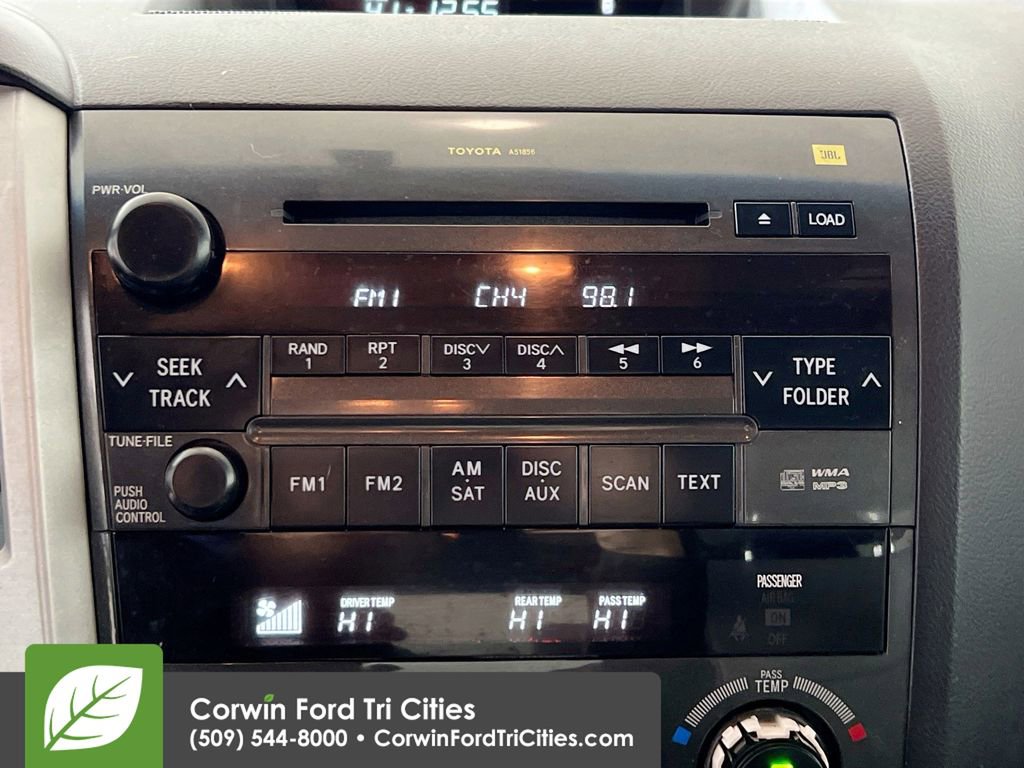 12:55
TOYOTA A51856
JBL
PWR·VOL
LOAD
FM1 CH4 98.1
SEEK
TRACK
RAND
1
RPT
2
DISC
3
DISC
4
5
6
TYPE
FOLDER
TUNE·FILE
PUSH
AUDIO
CONTROL
FM1
FM2
AM
SAT
DISC
AUX
SCAN
TEXT
WMA
MP3
DRIVER TEMP
HI
REAR TEMP
HI
PASS TEMP
HI
PASSENGER
AIR BAG
ON
OFF
PASS
TEMP
Corwin Ford Tri Cities
(509) 544-8000 • CorwinFordTriCities.com